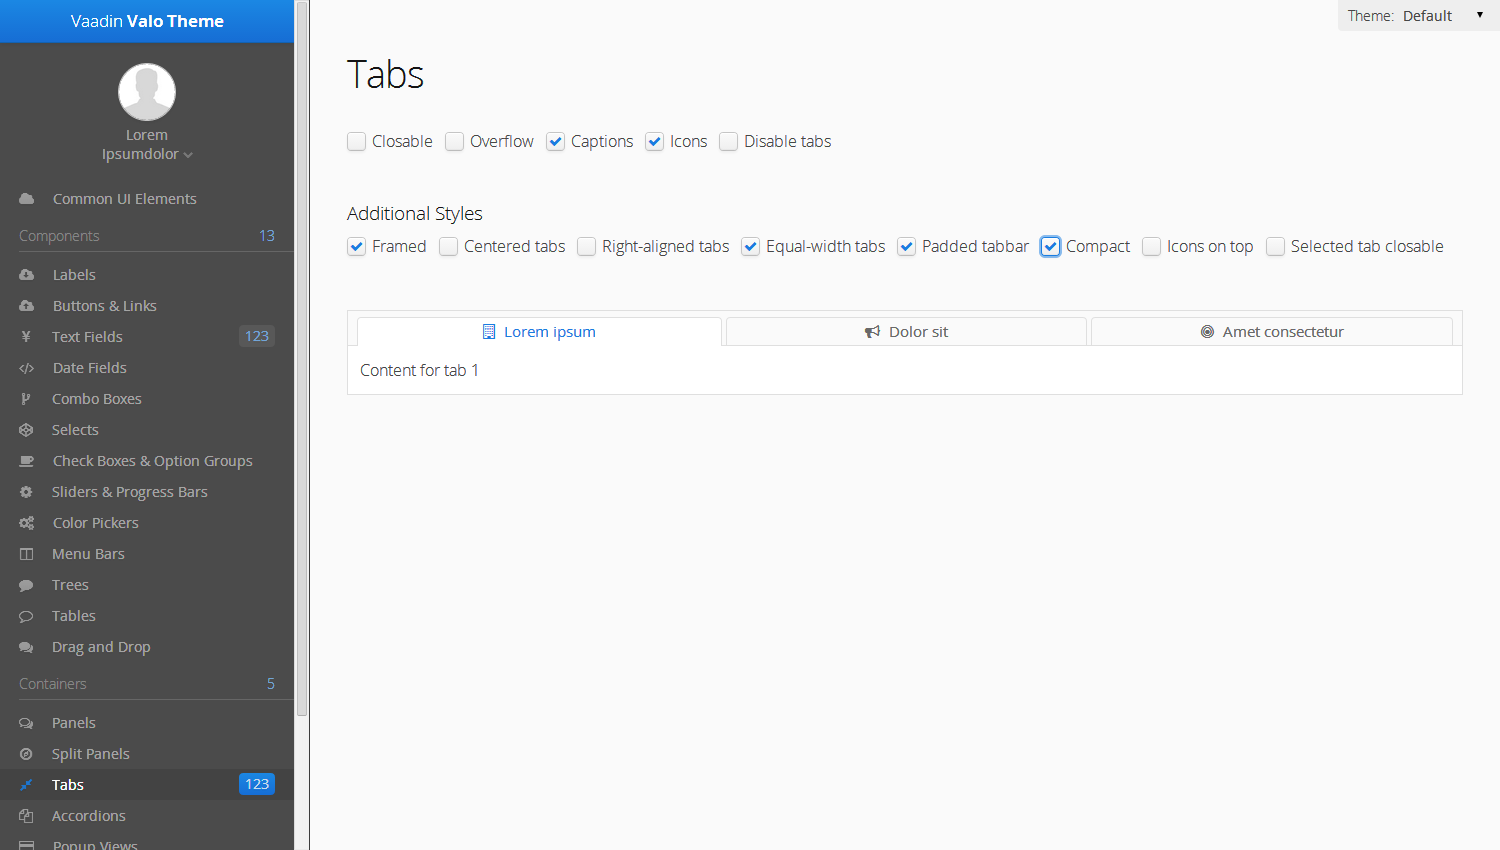 Vaadin Valo Theme
Lorem
Ipsumdolor
Common UI Elements
Components 13
Labels
Buttons & Links
Text Fields 123
Date Fields
Combo Boxes
Selects
Check Boxes & Option Groups
Sliders & Progress Bars
Color Pickers
Menu Bars
Trees
Tables
Drag and Drop
Containers 5
Panels
Split Panels
Tabs 123
Accordions
Popup Views
Theme: Default
Tabs
Closable Overflow Captions Icons Disable tabs
Additional Styles
Framed Centered tabs Right-aligned tabs Equal-width tabs Padded tabbar Compact Icons on top Selected tab closable
Lorem ipsum Dolor sit Amet consectetur
Content for tab 1